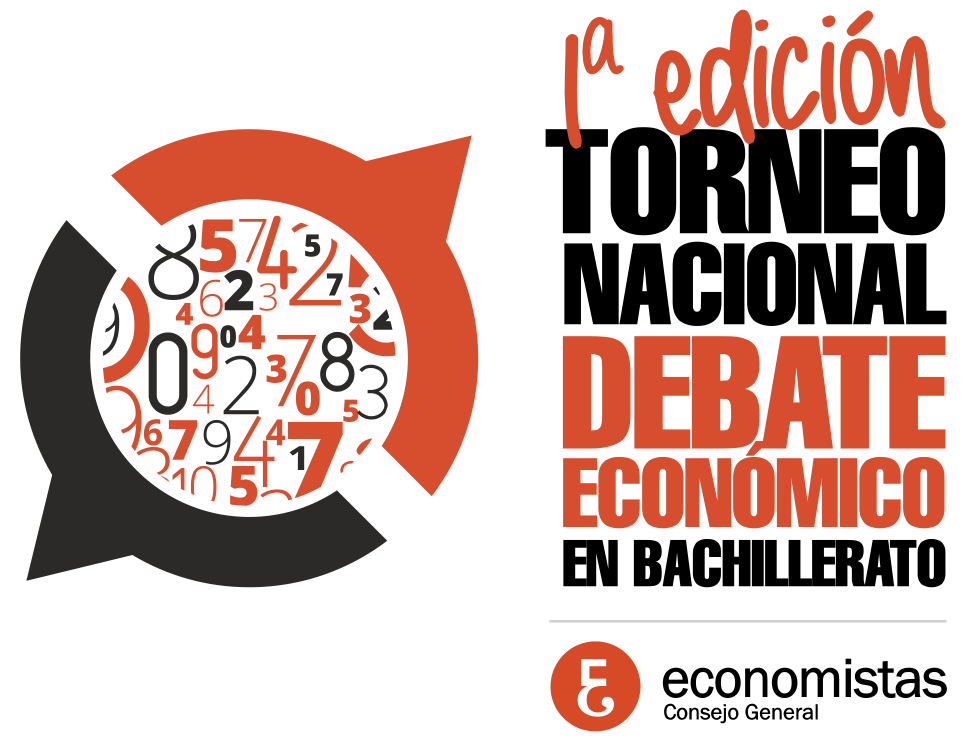 1ª edición
TORNEO
NACIONAL
DEBATE
ECONÓMICO
EN BACHILLERATO
economistas
Consejo General